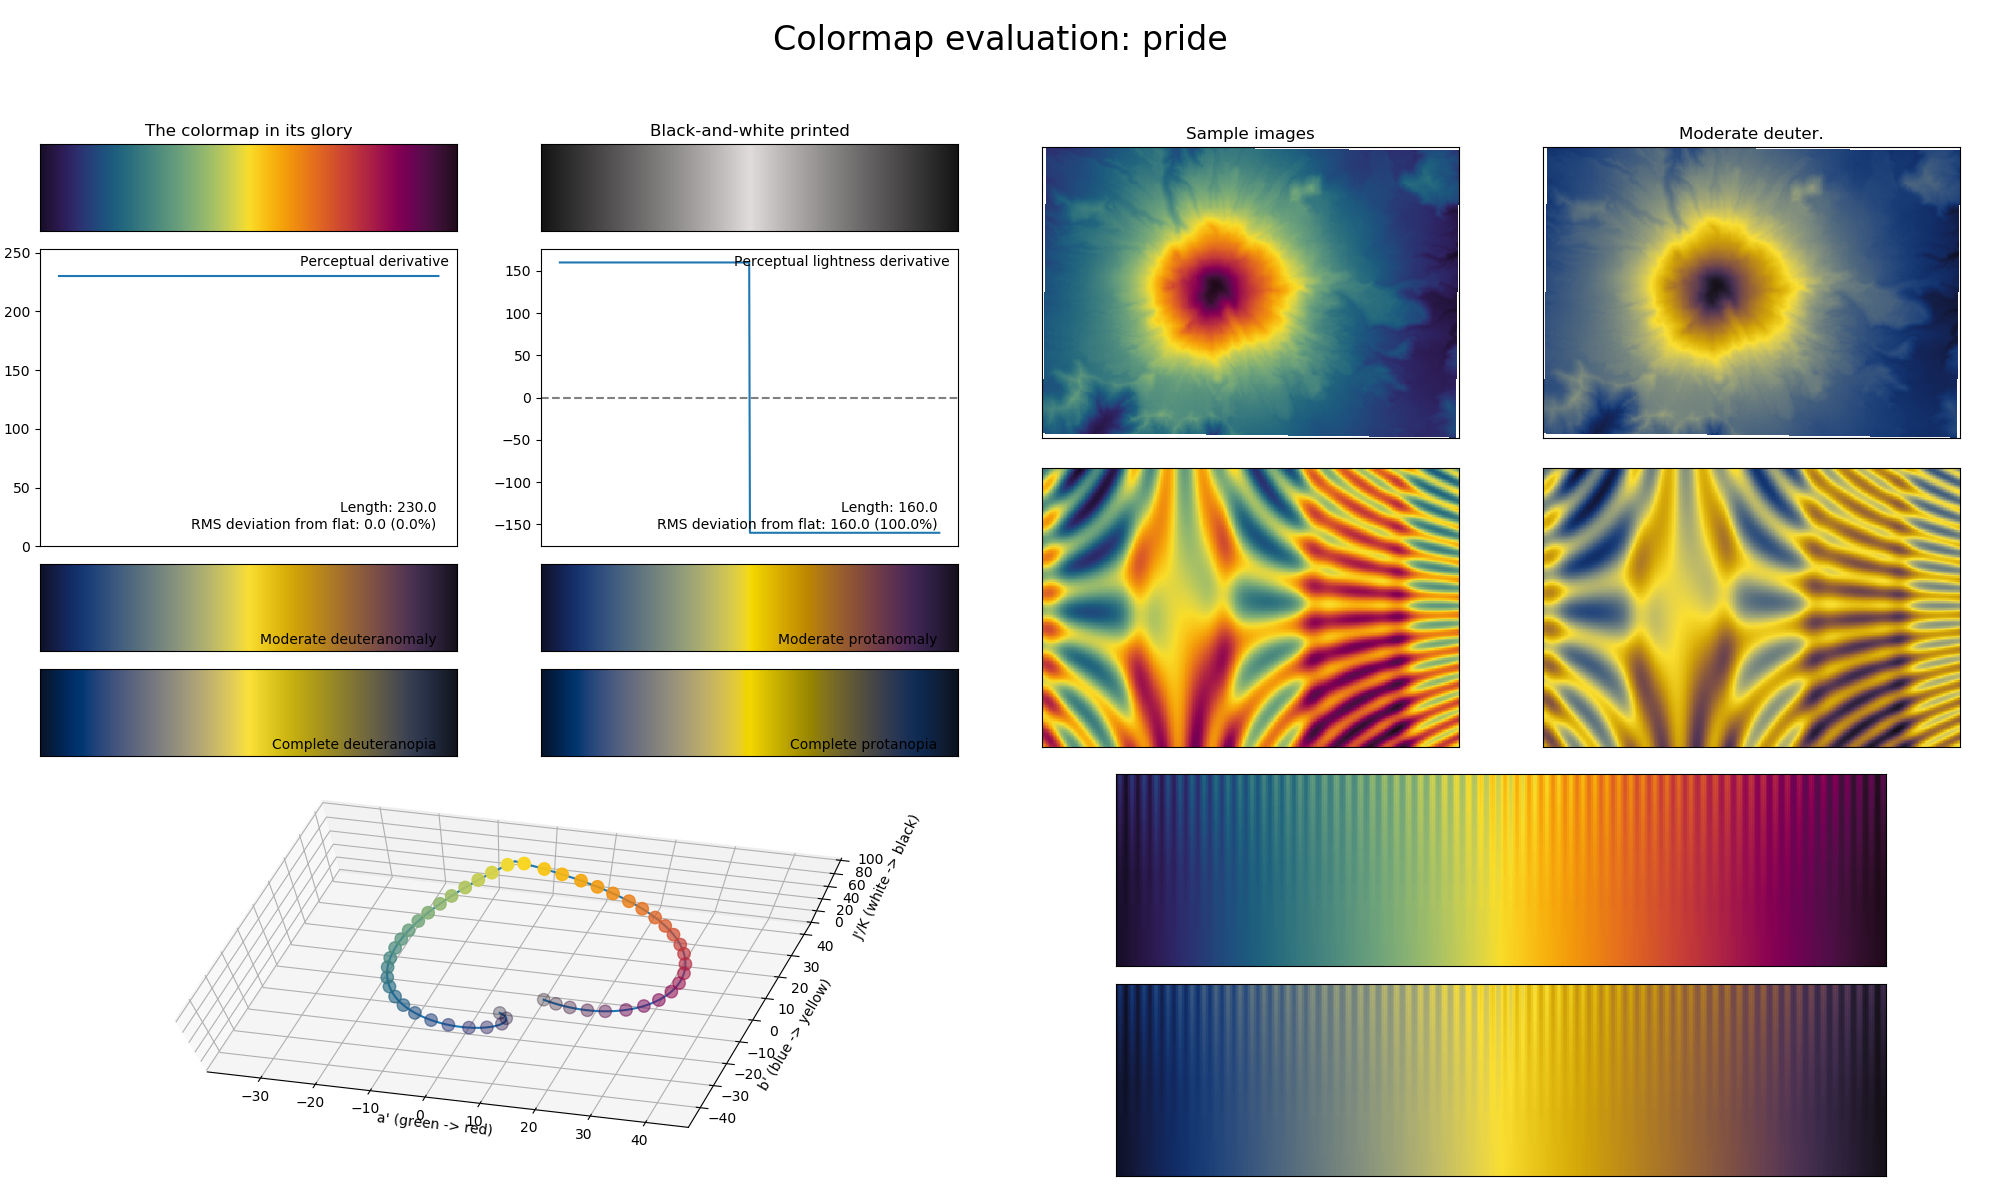 Colormap evaluation: pride
The colormap in its glory
Black-and-white printed
Sample images
Moderate deuter.
250
200
150
100
50
0
Perceptual derivative
Length: 230.0
RMS deviation from flat: 0.0 (0.0%)
150
100
50
0
−50
−100
−150
Perceptual lightness derivative
Length: 160.0
RMS deviation from flat: 160.0 (100.0%)
Moderate deuteranomaly
Moderate protanomaly
Complete deuteranopia
Complete protanopia
−30
−20
−10
0
10
20
30
40
a' (green -> red)
−40
−30
−20
−10
0
10
20
30
40
b' (blue -> yellow)
0
20
40
60
80
100
J'/K (white -> black)